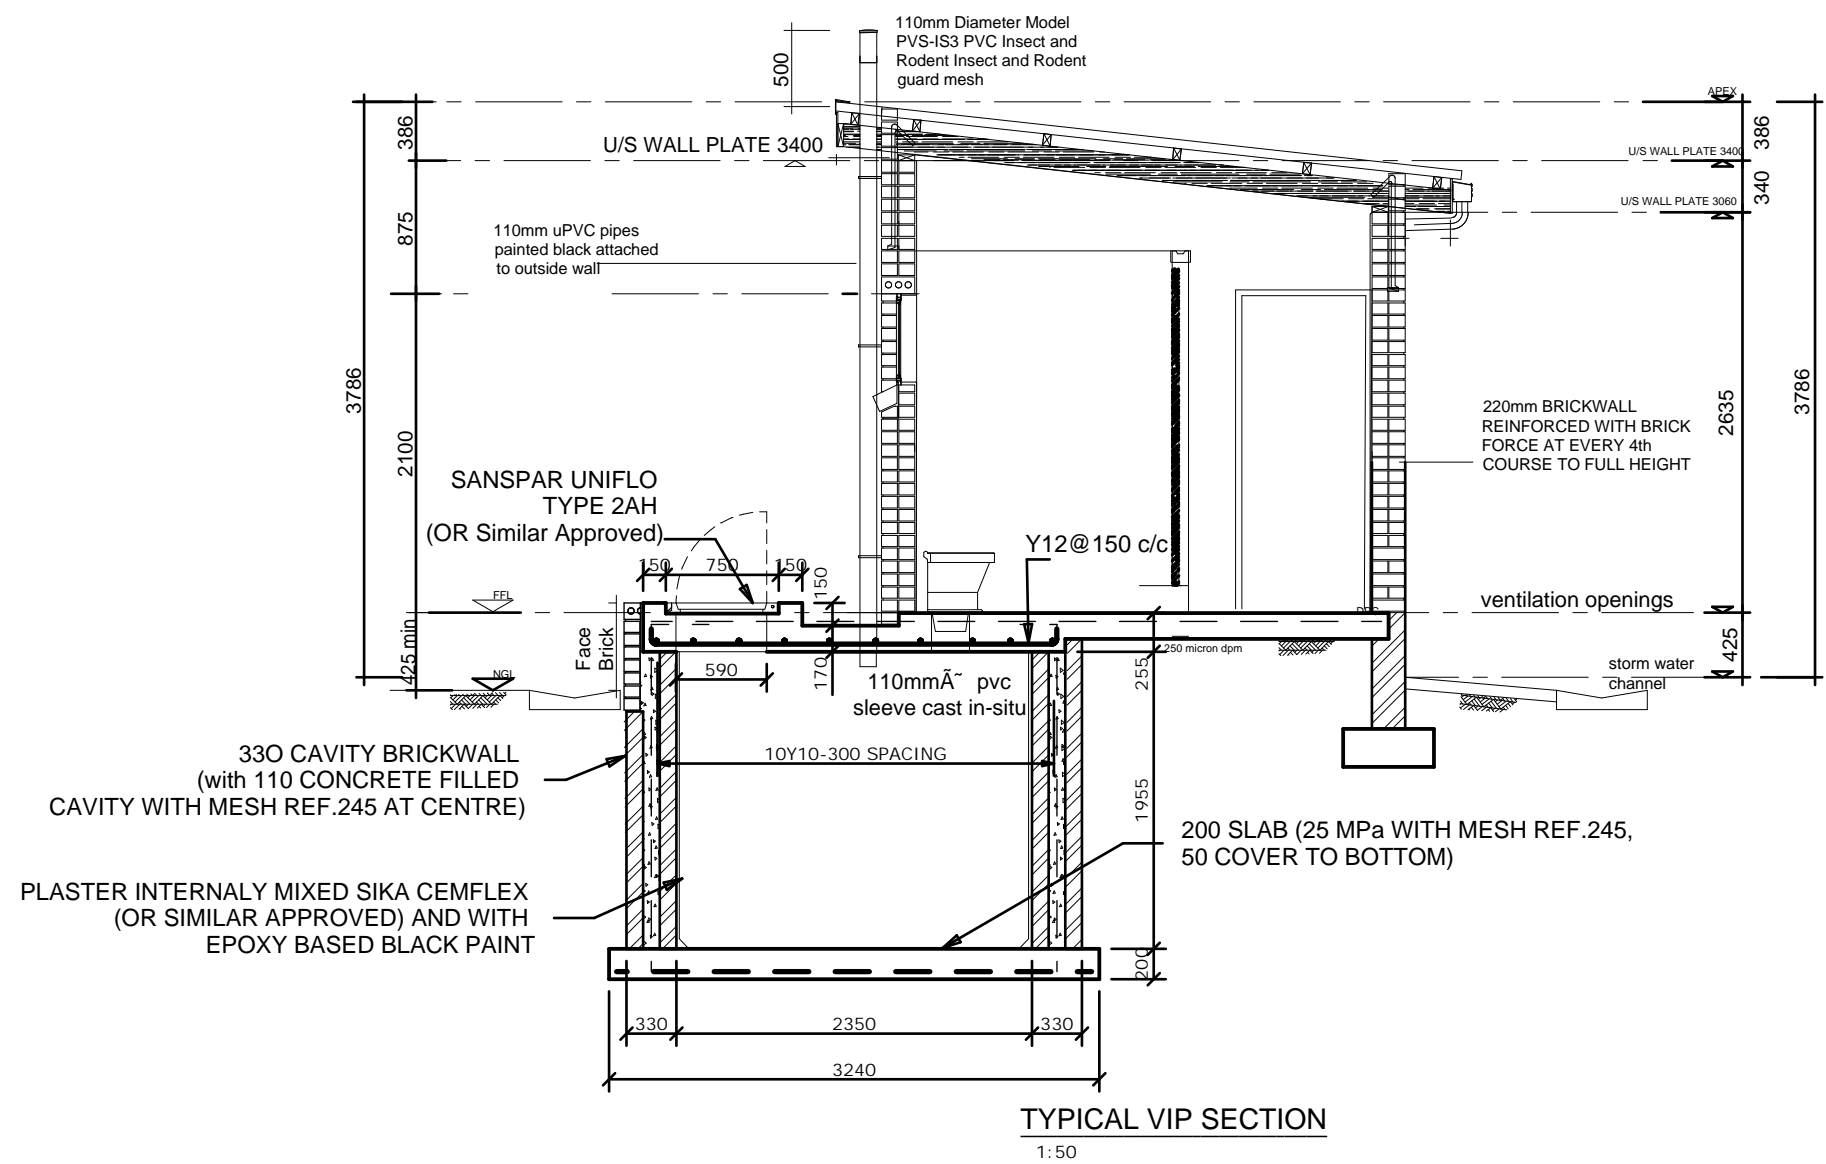 110mm Diameter Model
PVS-IS3 PVC Insect and
Rodent Insect and Rodent
guard mesh
500
APEX
386
386
U/S WALL PLATE 3400
U/S WALL PLATE 3400
340
U/S WALL PLATE 3060
875
110mm uPVC pipes
painted black attached
to outside wall
3786
3786
2100
2635
220mm BRICKWALL
REINFORCED WITH BRICK
FORCE AT EVERY 4th
COURSE TO FULL HEIGHT
SANSPAR UNIFLO
TYPE 2AH
(OR Similar Approved)
Y12@150 c/c
150
750
150
150
FFL
ventilation openings
425 min
Face
Brick
425
NGL
590
170
250 micron dpm
255
storm water
channel
110mmÃ˜ pvc
sleeve cast in-situ
33O CAVITY BRICKWALL
(with 110 CONCRETE FILLED
CAVITY WITH MESH REF.245 AT CENTRE)
10Y10-300 SPACING
1955
200 SLAB (25 MPa WITH MESH REF.245,
50 COVER TO BOTTOM)
PLASTER INTERNALY MIXED SIKA CEMFLEX
(OR SIMILAR APPROVED) AND WITH
EPOXY BASED BLACK PAINT
200
330
2350
330
3240
TYPICAL VIP SECTION
1:50